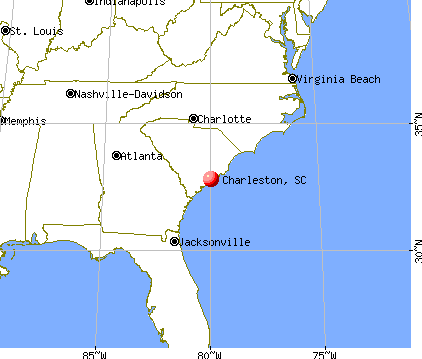 Indianapolis
St. Louis
Virginia Beach
Nashville-Davidson
Charlotte
Memphis
35°N
Atlanta
Charleston, SC
Jacksonville
30°N
85°W
80°W
75°W